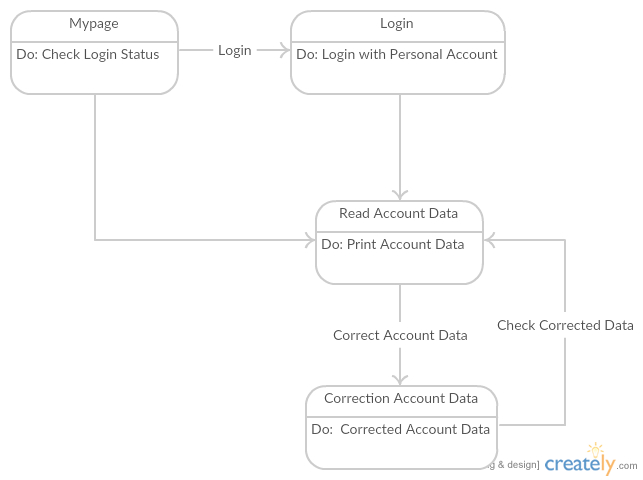 Mypage
Do: Check Login Status
Login
Login
Do: Login with Personal Account
Read Account Data
Do: Print Account Data
Correct Account Data
Check Corrected Data
Correction Account Data
Do:  Corrected Account Data
& design]
creately.com